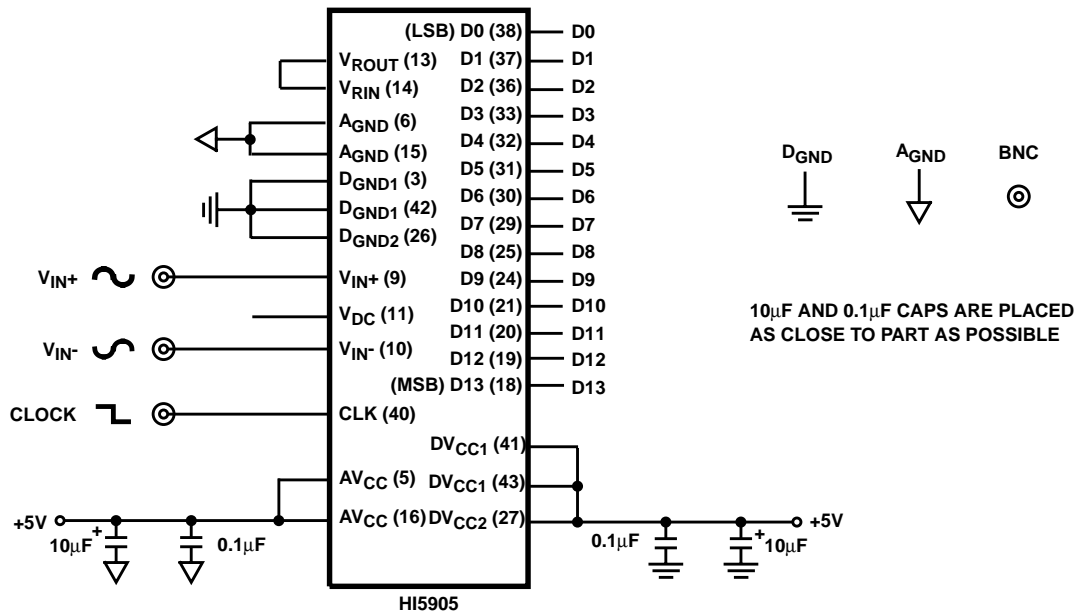 (LSB) D0 (38)
D0
VROUT (13)
D1 (37)
D1
VRIN (14)
D2 (36)
D2
AGND (6)
D3 (33)
D3
D4 (32)
D4
AGND (15)
D5 (31)
D5
DGND1 (3)
D6 (30)
D6
DGND1 (42)
D7 (29)
D7
DGND2 (26)
D8 (25)
D8
VIN+
VIN+ (9)
D9 (24)
D9
D10 (21)
D10
VDC (11)
D11 (20)
D11
VIN-
VIN- (10)
D12 (19)
D12
(MSB) D13 (18)
D13
CLOCK
CLK (40)
DVCC1 (41)
AVCC (5)
DVCC1 (43)
+5V
AVCC (16)
DVCC2 (27)
+5V
10μF
+
0.1μF
0.1μF
+
10μF
HI5905
DGND
AGND
BNC
10μF AND 0.1μF CAPS ARE PLACED
AS CLOSE TO PART AS POSSIBLE